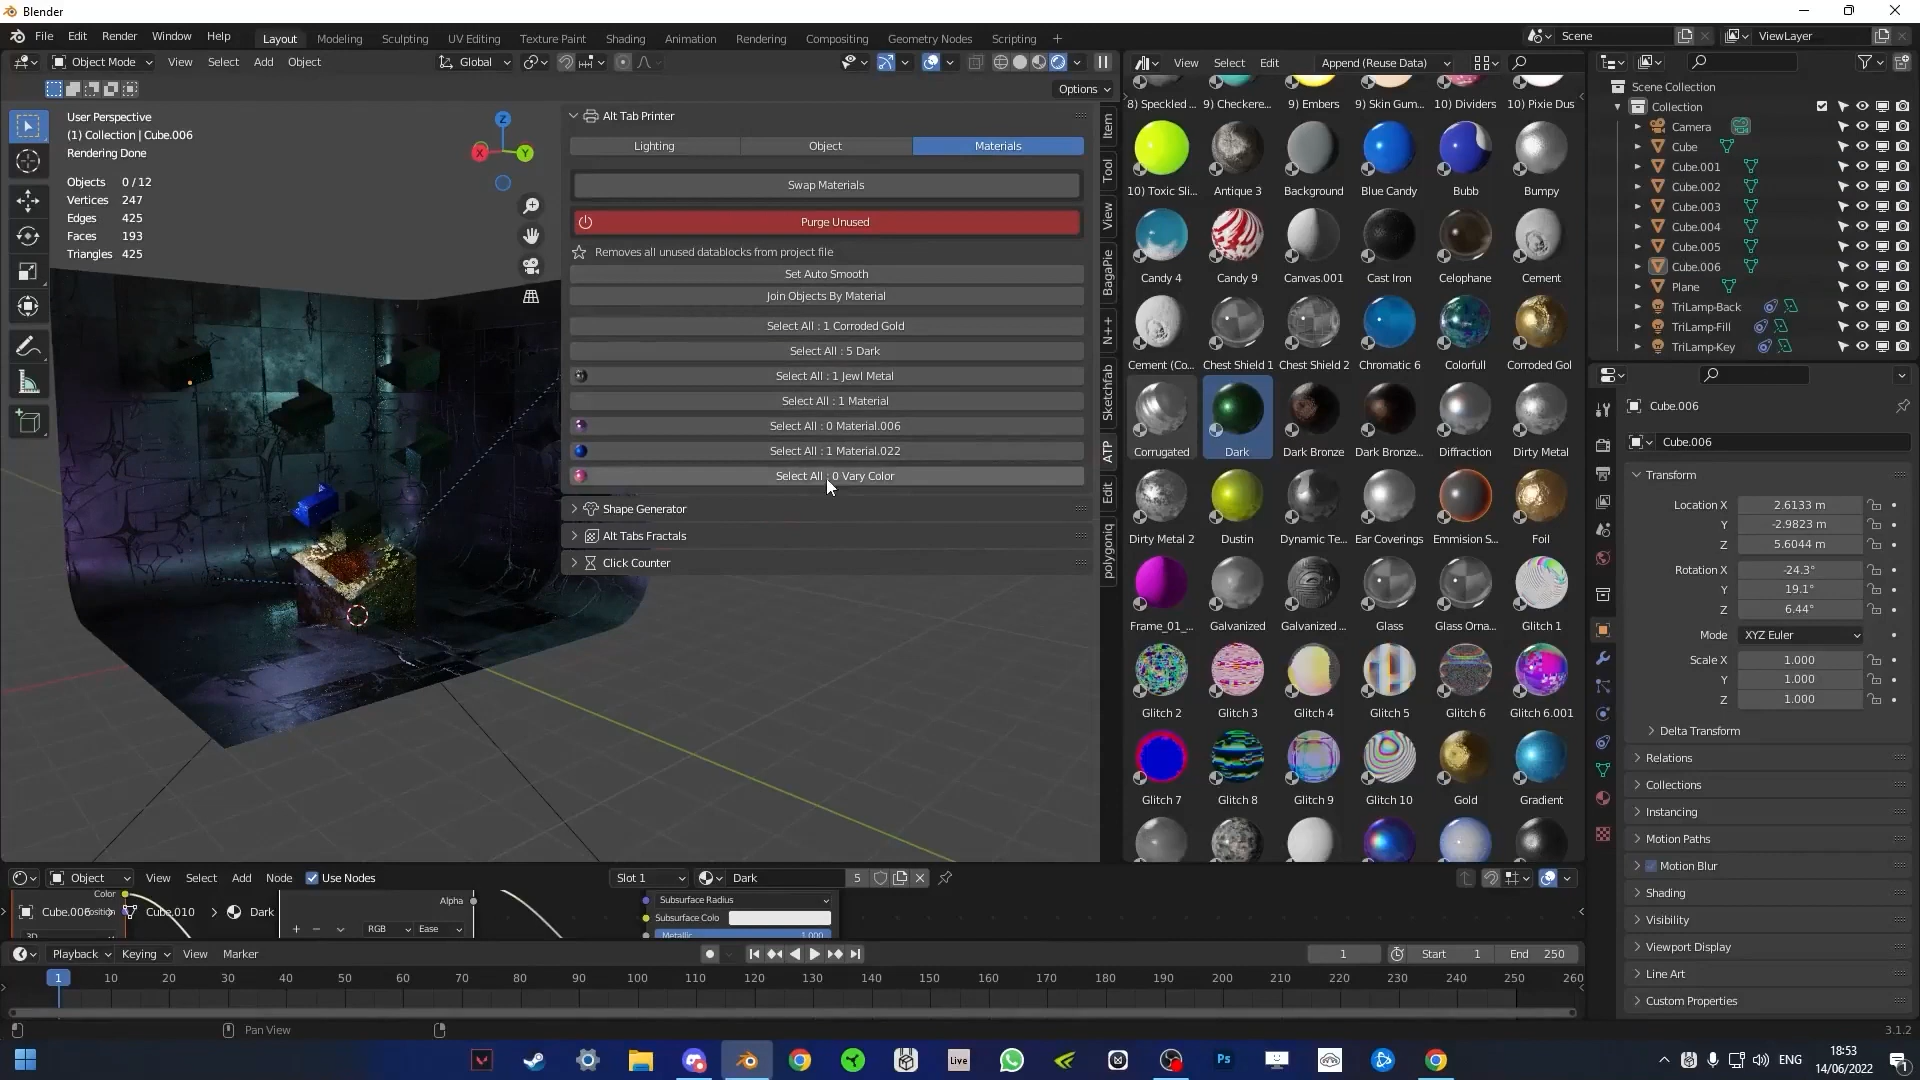 Blender
File Edit Render Window Help
Layout Modeling Sculpting UV Editing Texture Paint Shading Animation Rendering Compositing Geometry Nodes Scripting +
Scene
ViewLayer
Object Mode View Select Add Object Global
Options
User Perspective
(1) Collection | Cube.006
Rendering Done
Objects 0 / 12
Vertices 247
Edges 425
Faces 193
Triangles 425
Z
X
Y
Alt Tab Printer
Lighting Object Materials
Swap Materials
Purge Unused
Removes all unused datablocks from project file
Set Auto Smooth
Join Objects By Material
Select All : 1 Corroded Gold
Select All : 5 Dark
Select All : 1 Jewl Metal
Select All : 1 Material
Select All : 0 Material.006
Select All : 1 Material.022
Select All : 0 Vary Color
Shape Generator
Alt Tabs Fractals
Click Counter
Item
Tool
View
BagaPie
N++
Sketchfab
ATP
Edit
polygoniq
View Select Edit Append (Reuse Data)
8) Speckled ... 9) Checkere... 9) Embers 9) Skin Gum... 10) Dividers 10) Pixie Dus
10) Toxic Sli... Antique 3 Background Blue Candy Bubb Bumpy
Candy 4 Candy 9 Canvas.001 Cast Iron Celophane Cement
Cement (Co... Chest Shield 1 Chest Shield 2 Chromatic 6 Colorfull Corroded Gol
Corrugated Dark Dark Bronze Dark Bronze... Diffraction Dirty Metal
Dirty Metal 2 Dustin Dynamic Te... Ear Coverings Emmision S... Foil
Frame_01_... Galvanized Galvanized ... Glass Glass Orna... Glitch 1
Glitch 2 Glitch 3 Glitch 4 Glitch 5 Glitch 6 Glitch 6.001
Glitch 7 Glitch 8 Glitch 9 Glitch 10 Gold Gradient
Scene Collection
Collection
Camera
Cube
Cube.001
Cube.002
Cube.003
Cube.004
Cube.005
Cube.006
Plane
TriLamp-Back
TriLamp-Fill
TriLamp-Key
Cube.006
Cube.006
Transform
Location X 2.6133 m
Y -2.9823 m
Z 5.6044 m
Rotation X -24.3°
Y 19.1°
Z 6.44°
Mode XYZ Euler
Scale X 1.000
Y 1.000
Z 1.000
Delta Transform
Relations
Collections
Instancing
Motion Paths
Motion Blur
Shading
Visibility
Viewport Display
Line Art
Custom Properties
Object View Select Add Node Use Nodes Slot 1 Dark 5
Color
Cube.006 Cube.010 Dark
Alpha
RGB Ease
Subsurface Radius
Subsurface Colo
Metallic 1.000
Playback Keying View Marker 1 Start 1 End 250
1 10 20 30 40 50 60 70 80 90 100 110 120 130 140 150 160 170 180 190 200 210 220 230 240 250 260
Pan View
3.1.2
Live
Ps
ENG
18:53
14/06/2022